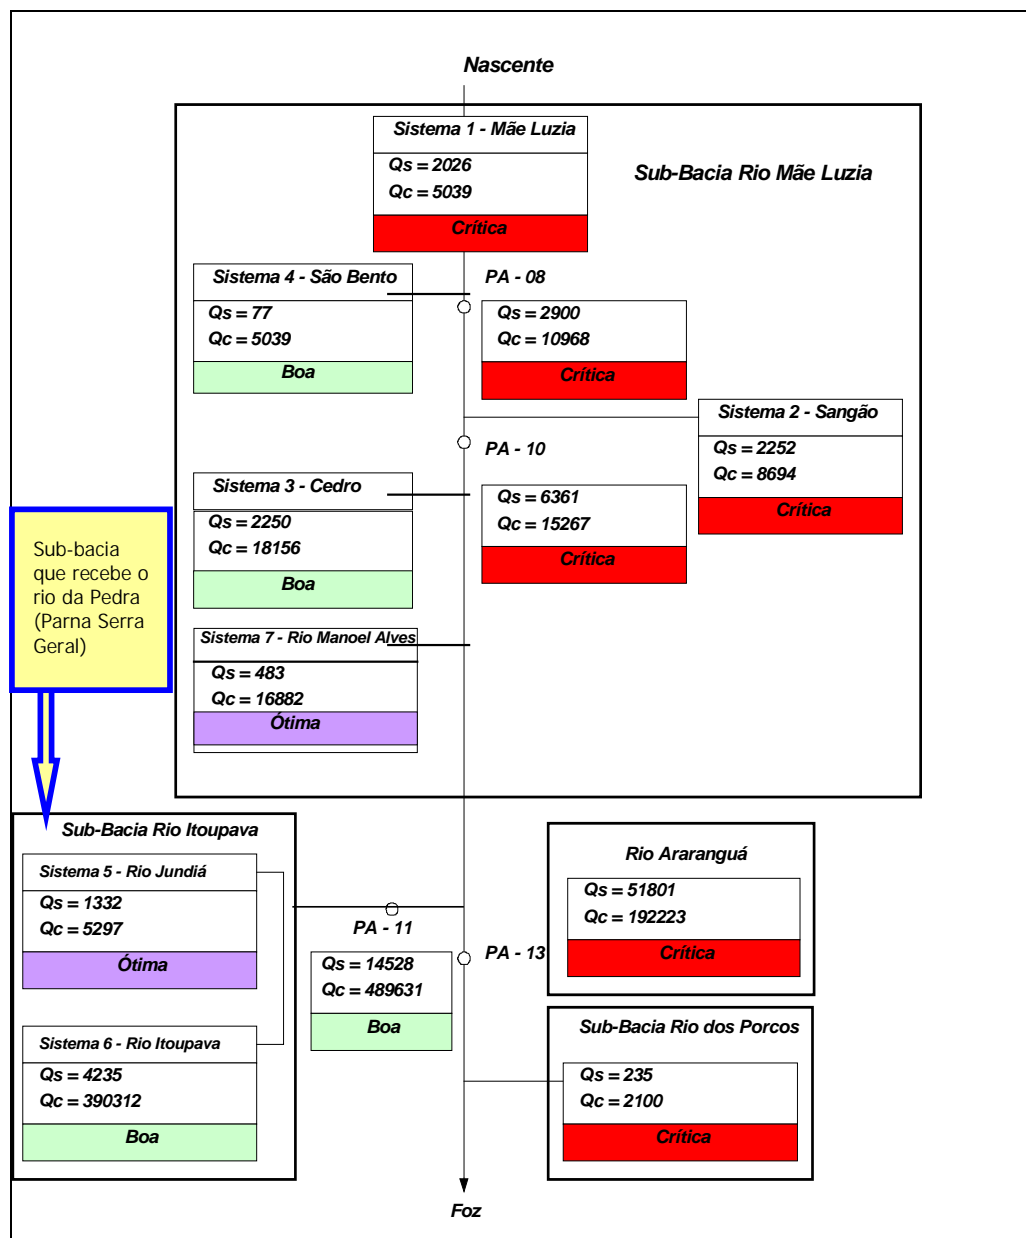 Nascente
Sistema 1 - Mãe Luzia
Qs = 2026
Qc = 5039
Crítica
Sub-Bacia Rio Mãe Luzia
Sistema 4 - São Bento
Qs = 77
Qc = 5039
Boa
PA - 08
Qs = 2900
Qc = 10968
Crítica
Sistema 2 - Sangão
Qs = 2252
Qc = 8694
Crítica
PA - 10
Sistema 3 - Cedro
Qs = 2250
Qc = 18156
Boa
Qs = 6361
Qc = 15267
Crítica
Sub-bacia
que recebe o
rio da Pedra
(Parna Serra
Geral)
Sistema 7 - Rio Manoel Alves
Qs = 483
Qc = 16882
Ótima
Sub-Bacia Rio Itoupava
Sistema 5 - Rio Jundiá
Qs = 1332
Qc = 5297
Ótima
Sistema 6 - Rio Itoupava
Qs = 4235
Qc = 390312
Boa
PA - 11
Qs = 14528
Qc = 489631
Boa
PA - 13
Rio Araranguá
Qs = 51801
Qc = 192223
Crítica
Sub-Bacia Rio dos Porcos
Qs = 235
Qc = 2100
Crítica
Foz